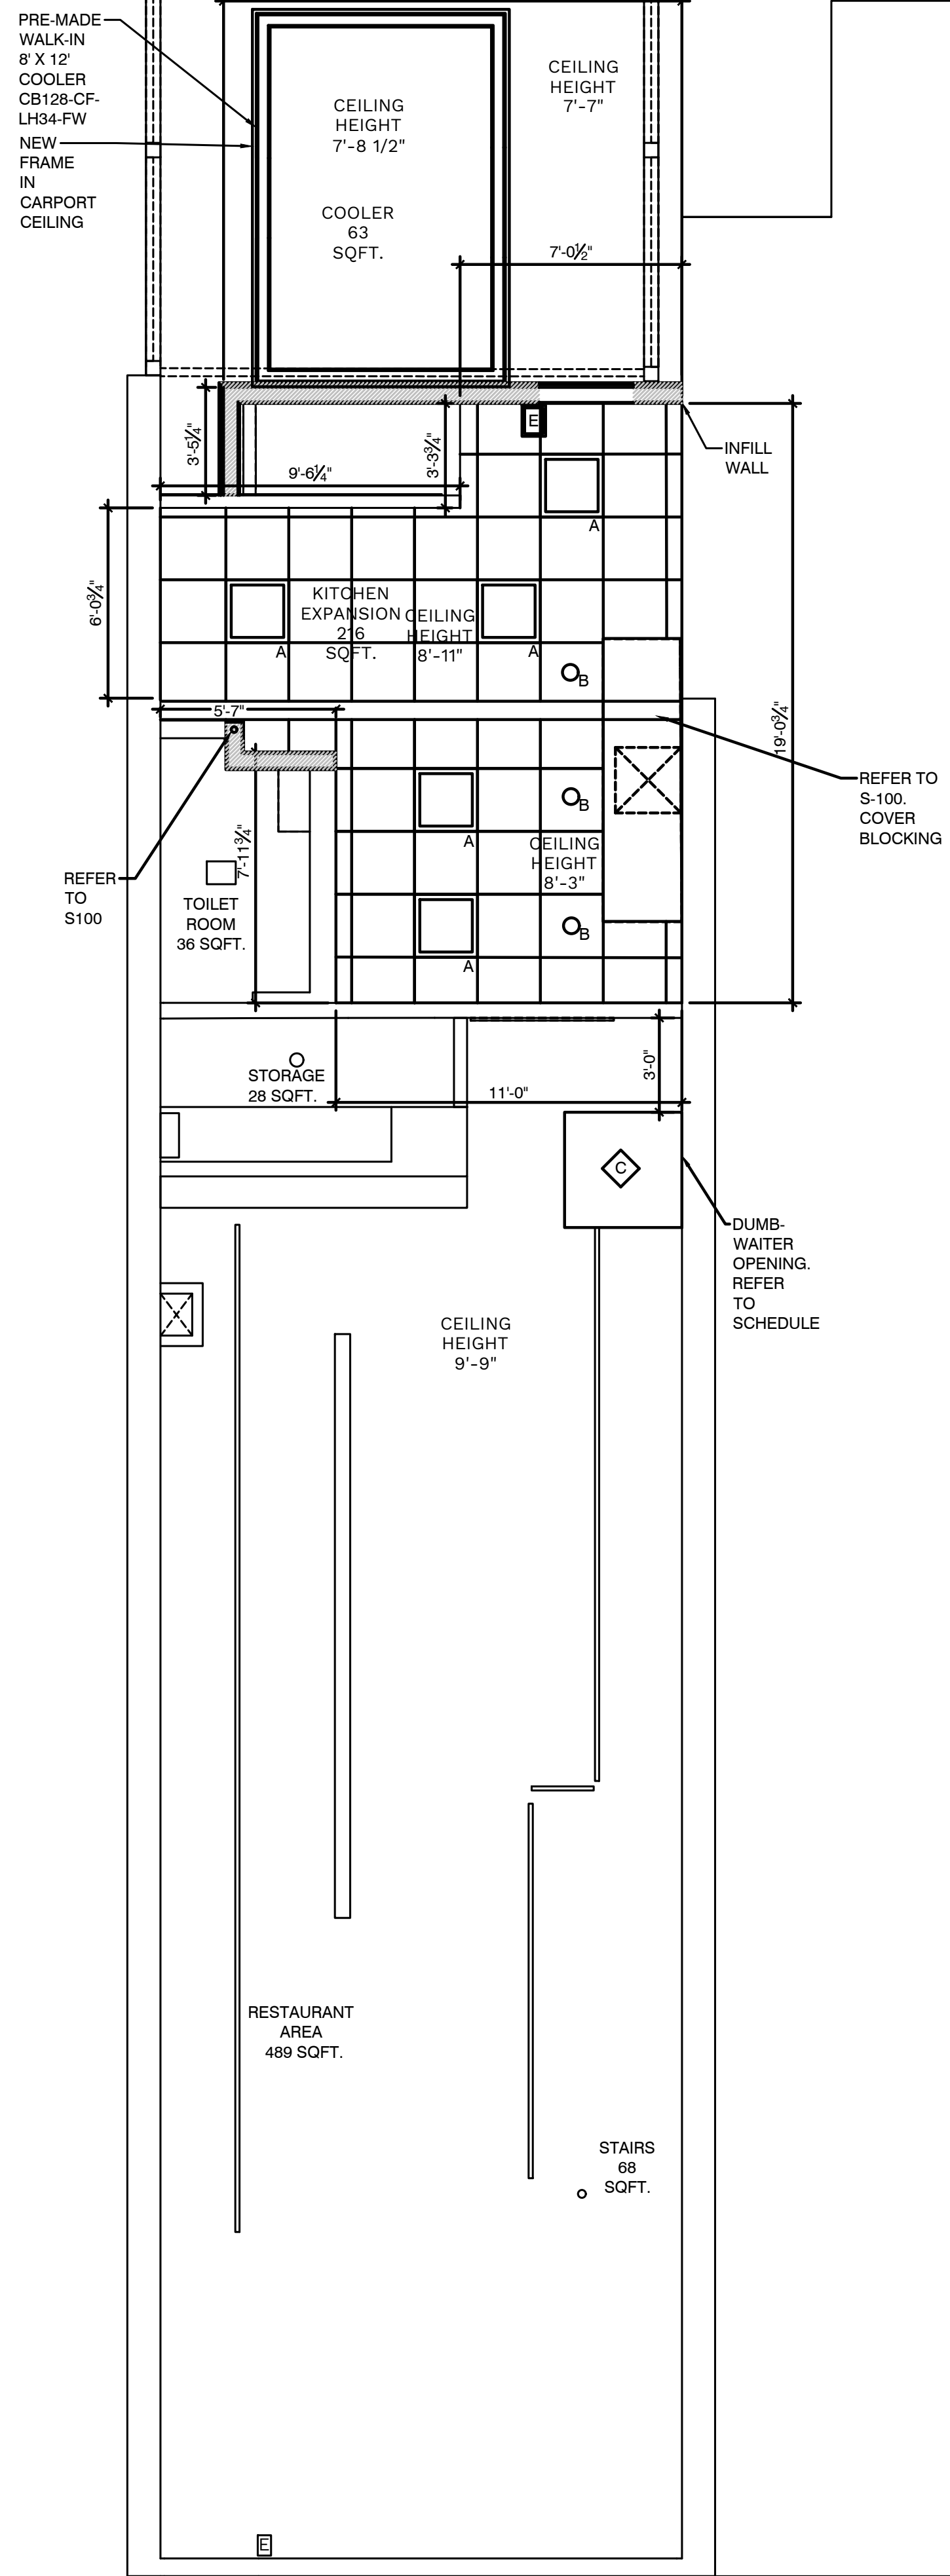 PRE-MADE
WALK-IN
8' X 12'
COOLER
CB128-CF-
LH34-FW
NEW
FRAME
IN
CARPORT
CEILING
CEILING
HEIGHT
7'-8 1/2"
COOLER
63
SQFT.
CEILING
HEIGHT
7'-7"
7'-0½"
3'-5¼"
9'-6¼"
3'-3¾"
E
INFILL
WALL
A
6'-0¾"
KITCHEN
EXPANSION
216
SQFT.
CEILING
HEIGHT
8'-11"
A
A
B
5'-7"
19'-0¾"
REFER TO
S-100.
COVER
BLOCKING
B
A
7'-11¾"
CEILING
HEIGHT
8'-3"
REFER
TO
S100
TOILET
ROOM
36 SQFT.
B
A
STORAGE
28 SQFT.
11'-0"
3'-0"
C
DUMB-
WAITER
OPENING.
REFER
TO
SCHEDULE
CEILING
HEIGHT
9'-9"
RESTAURANT
AREA
489 SQFT.
STAIRS
68
SQFT.
E